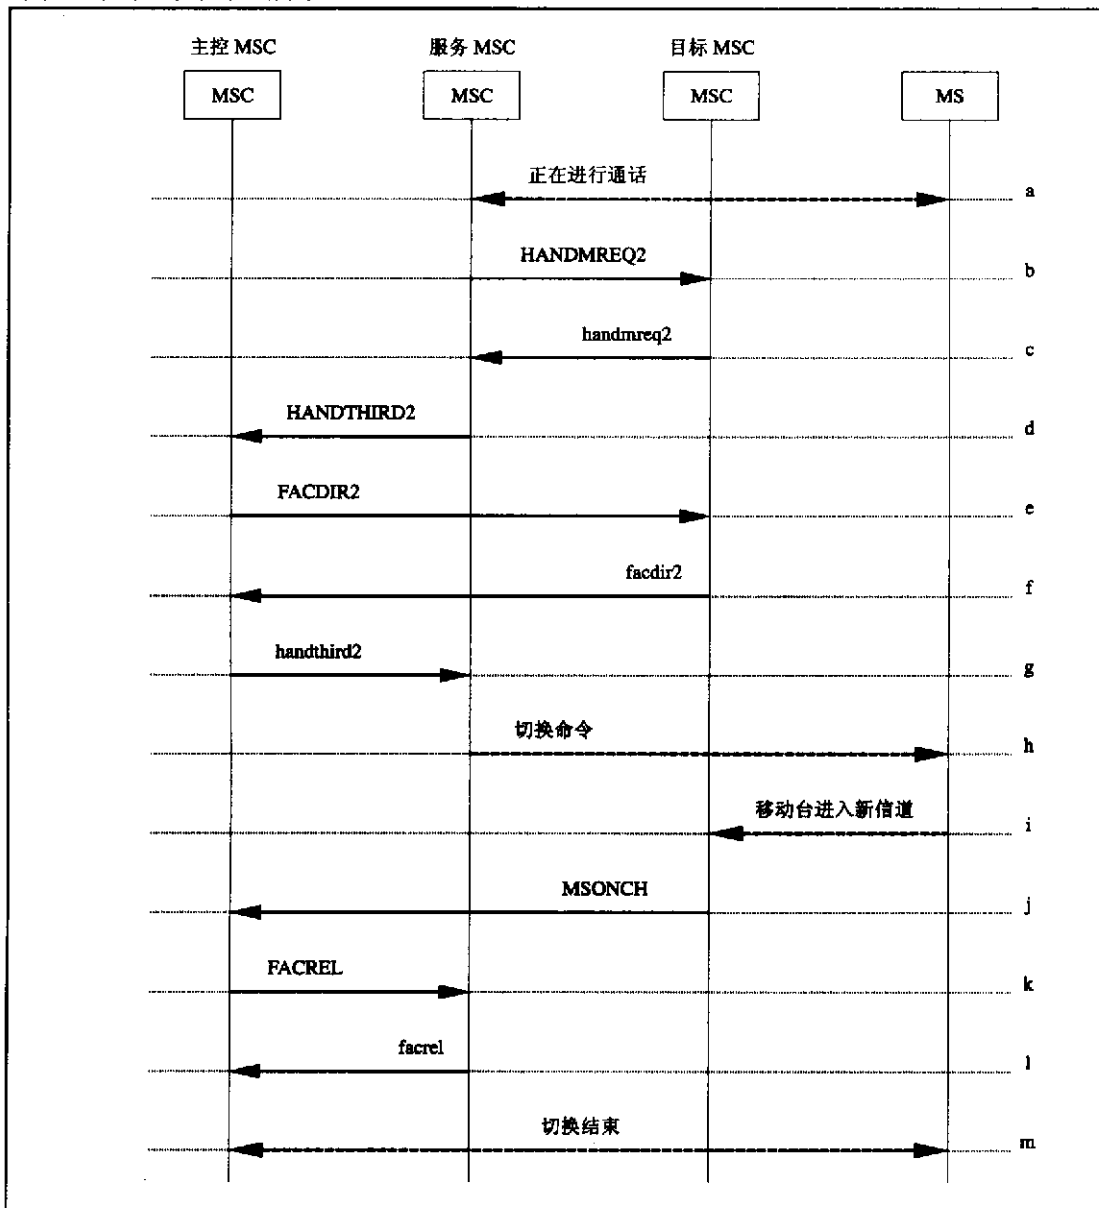 主控 MSC 服务 MSC 目标 MSC
MSC MSC MSC MS
正在进行通话
a
HANDMREQ2
b
handmreq2
c
HANDTHIRD2
d
FACDIR2
e
facdir2
f
handthird2
g
切换命令
h
移动台进入新信道
i
MSONCH
j
FACREL
k
facrel
l
切换结束
m